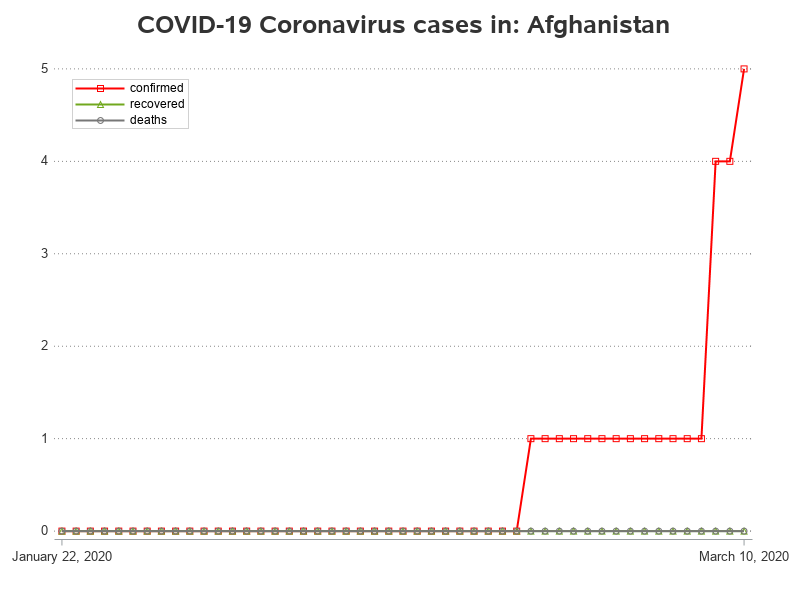 COVID-19 Coronavirus cases in: Afghanistan
5
confirmed
recovered
deaths
4
3
2
1
0
January 22, 2020
March 10, 2020